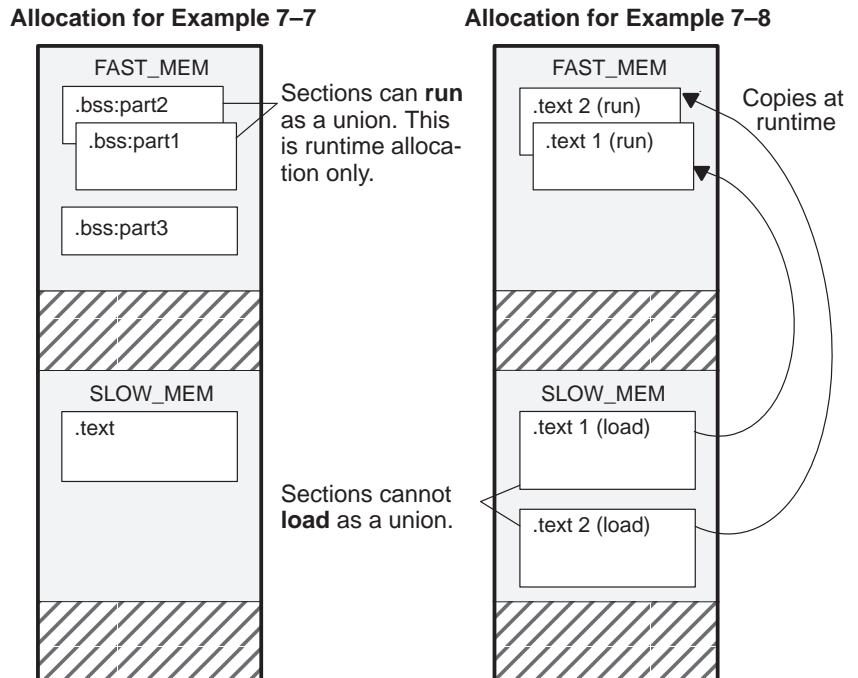 Allocation for Example 7–7
FAST_MEM
.bss:part2
.bss:part1
.bss:part3
Sections can run
as a union. This
is runtime alloca-
tion only.
SLOW_MEM
.text
Allocation for Example 7–8
FAST_MEM
.text 2 (run)
.text 1 (run)
Copies at
runtime
SLOW_MEM
.text 1 (load)
.text 2 (load)
Sections cannot
load as a union.